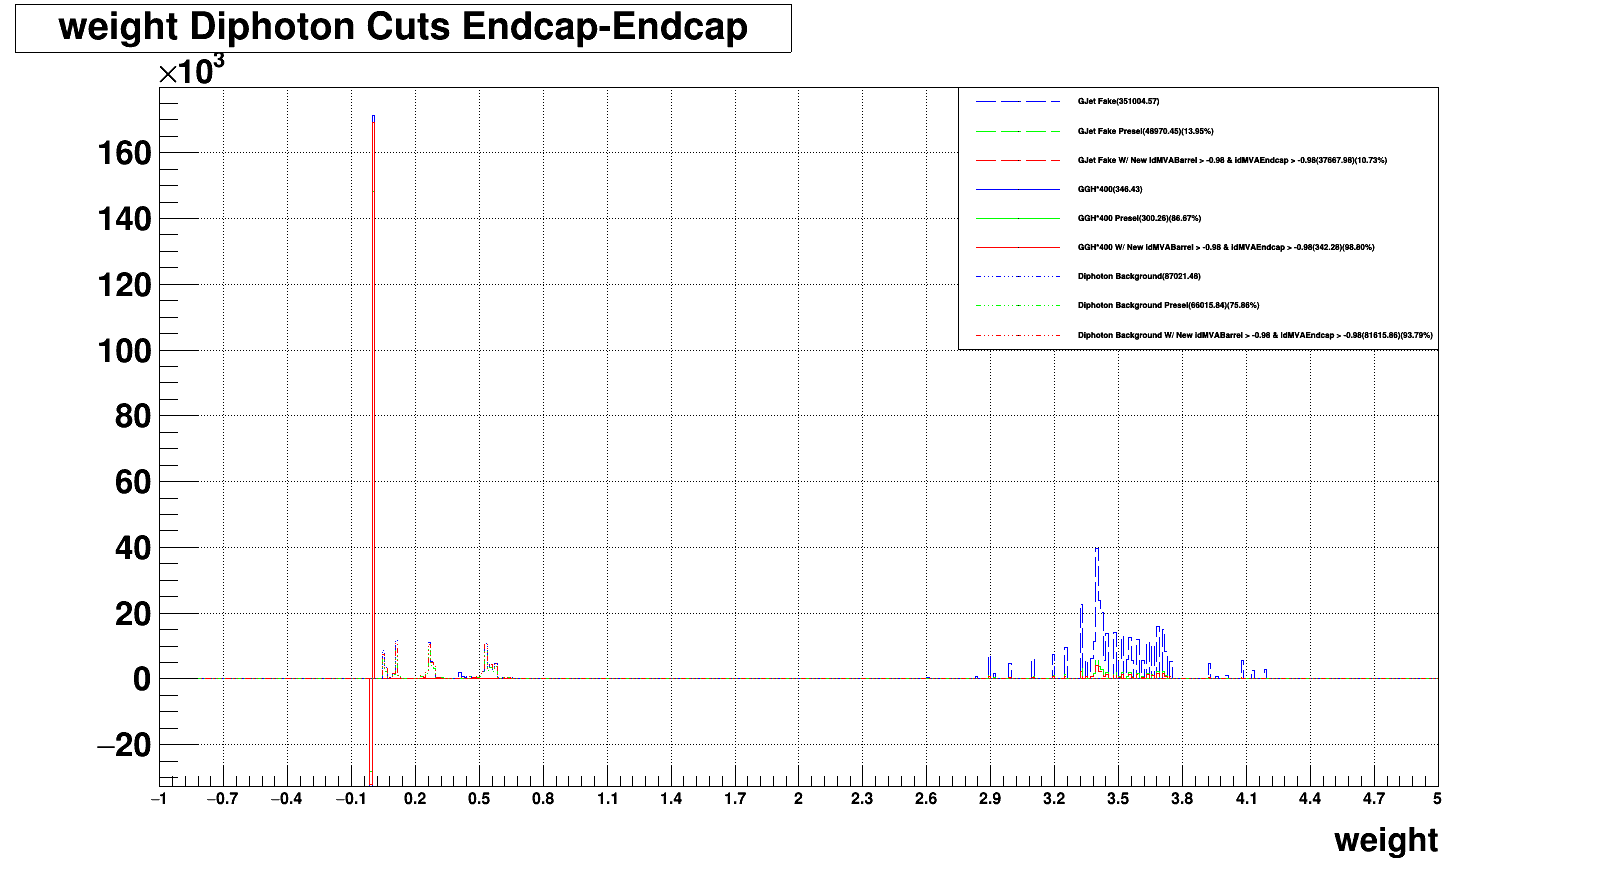 weight Diphoton Cuts Endcap-Endcap
×10³
160
140
120
100
80
60
40
20
0
−20
GJet Fake(351004.57)
GJet Fake Presel(48970.45)(13.95%)
GJet Fake W/ New IdMVABarrel > -0.98 & IdMVAEndcap > -0.98(37667.98)(10.73%)
GGH*400(346.43)
GGH*400 Presel(300.26)(86.67%)
GGH*400 W/ New IdMVABarrel > -0.98 & IdMVAEndcap > -0.98(342.28)(98.80%)
Diphoton Background(87021.46)
Diphoton Background Presel(66015.84)(75.86%)
Diphoton Background W/ New IdMVABarrel > -0.98 & IdMVAEndcap > -0.98(81615.86)(93.79%)
−1 −0.7 −0.4 −0.1 0.2 0.5 0.8 1.1 1.4 1.7 2 2.3 2.6 2.9 3.2 3.5 3.8 4.1 4.4 4.7 5
weight